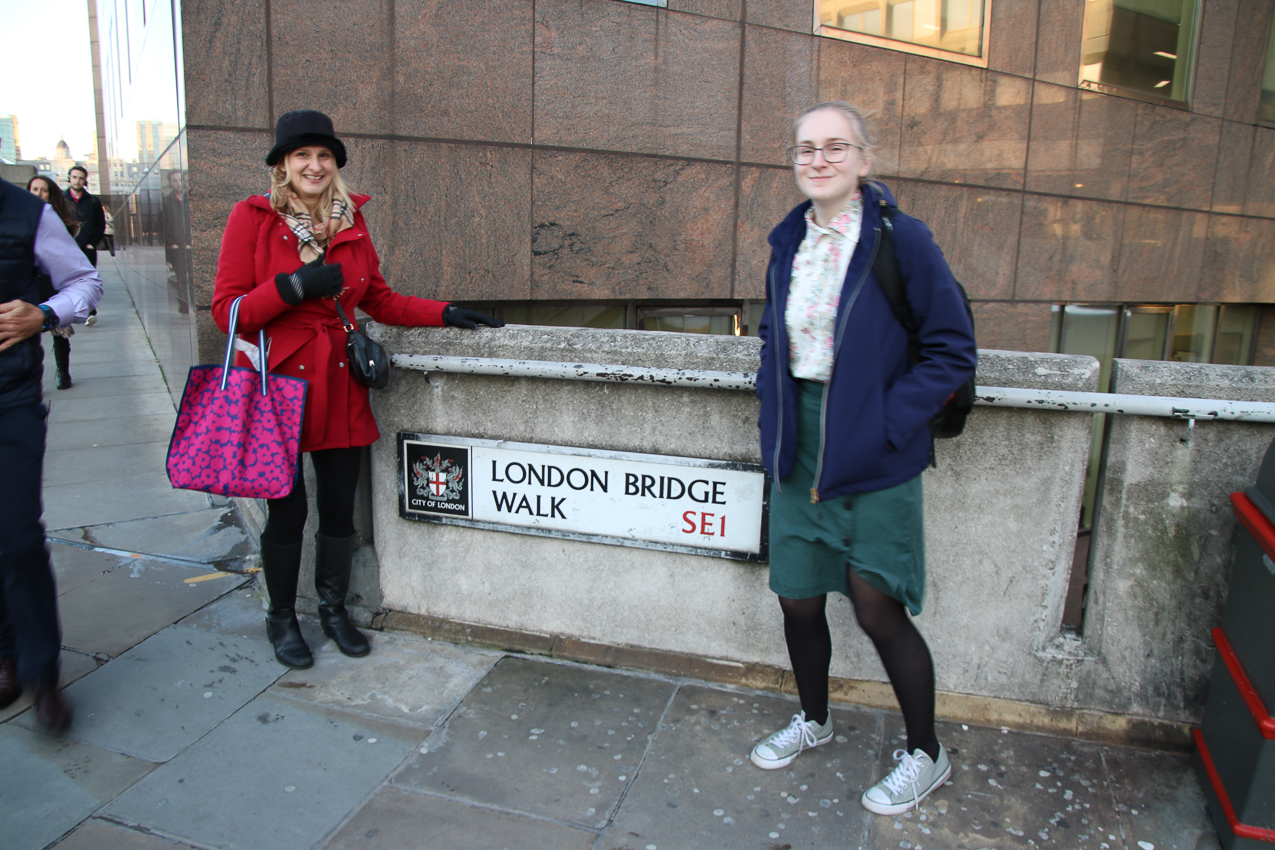 CITY OF LONDON
LONDON BRIDGE
WALK
SE1